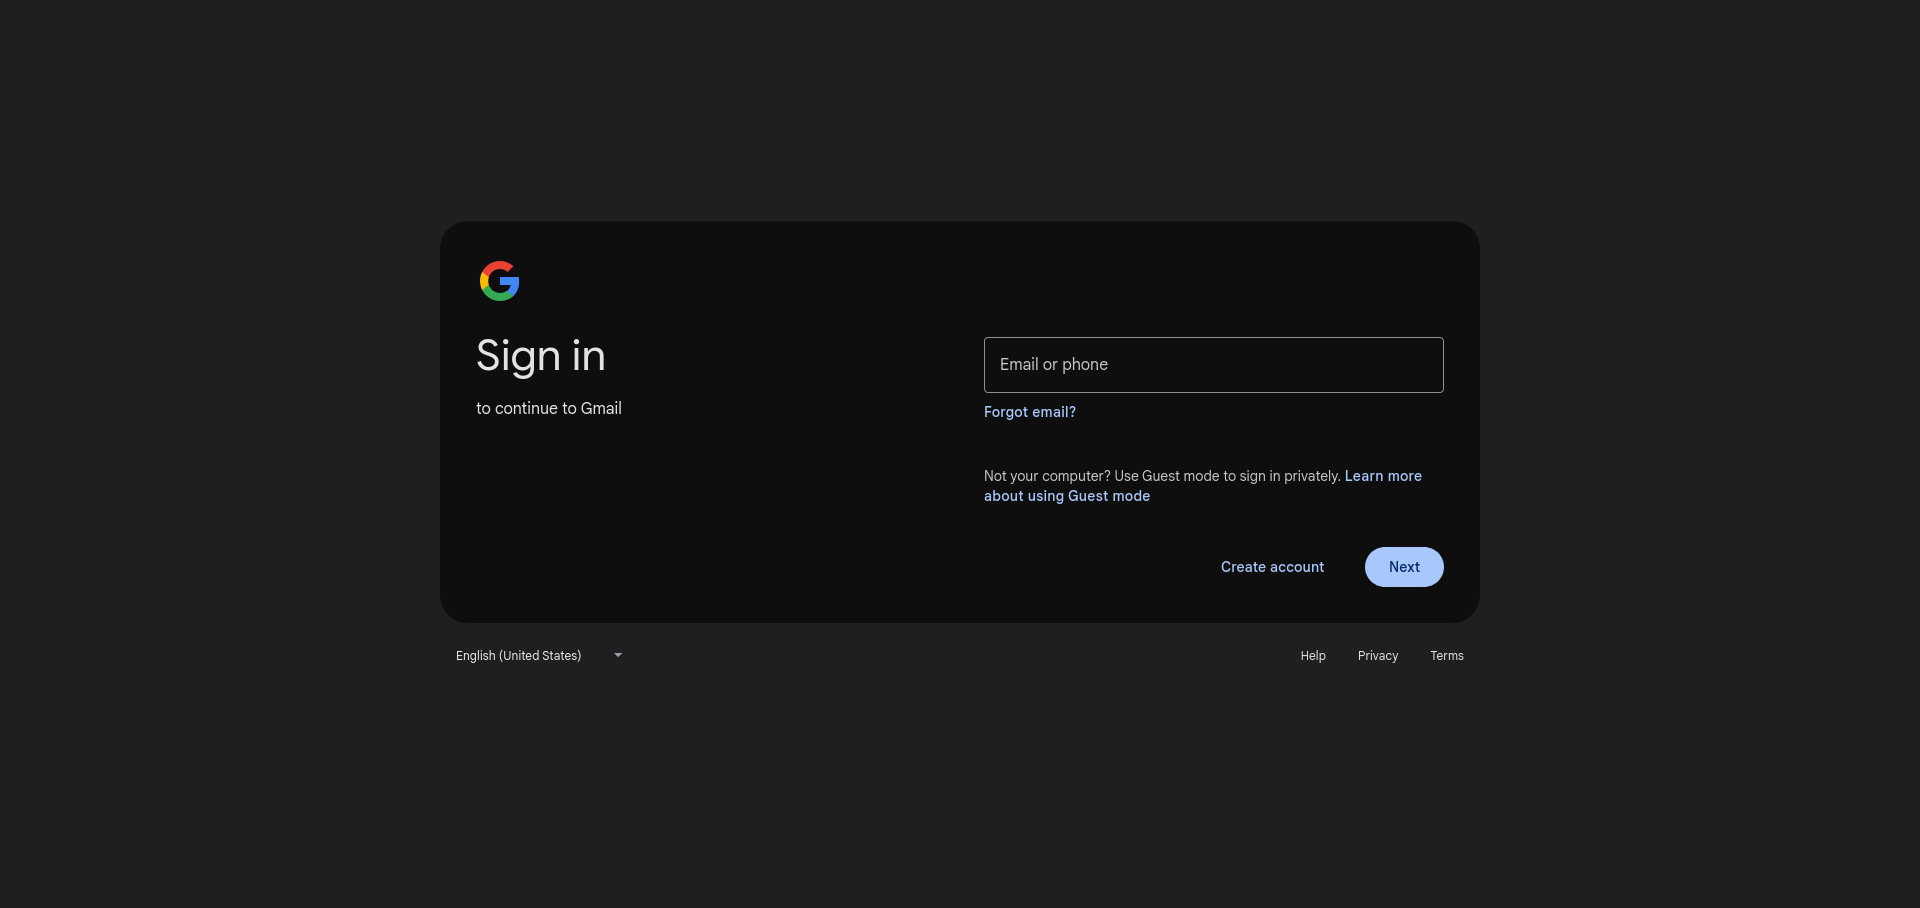 Sign in
to continue to Gmail
Email or phone
Forgot email?
Not your computer? Use Guest mode to sign in privately. Learn more
about using Guest mode
Create account
Next
English (United States)
Help
Privacy
Terms